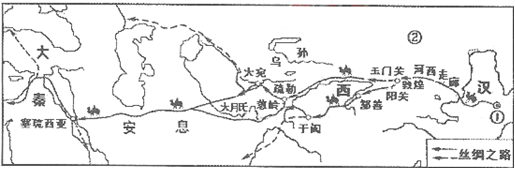 大
秦
塞琉西亚
安 息
大宛
乌 孙
大月氏
疏勒
葱岭
于阗
西
②
玉门关
敦煌
河西走廊
阳关
鄯善
汉
①
丝绸之路